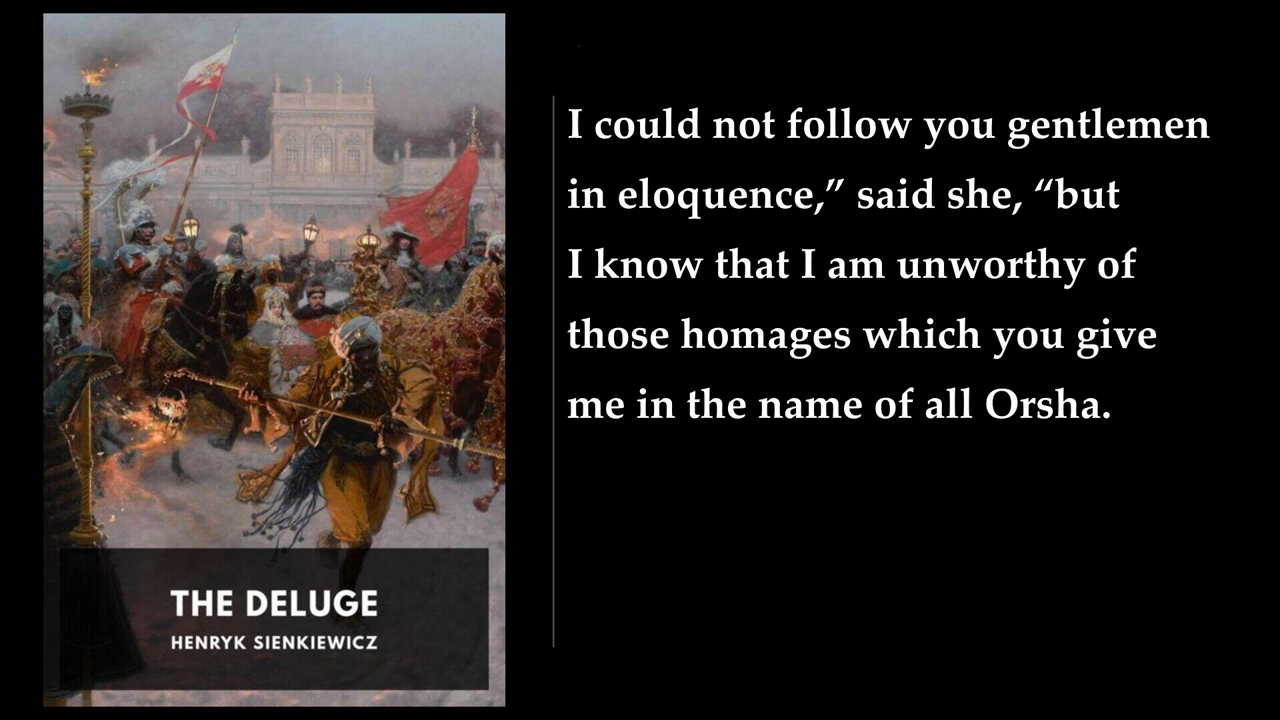 I could not follow you gentlemen
in eloquence,” said she, “but
I know that I am unworthy of
those homages which you give
me in the name of all Orsha.
THE DELUGE
HENRYK SIENKIEWICZ